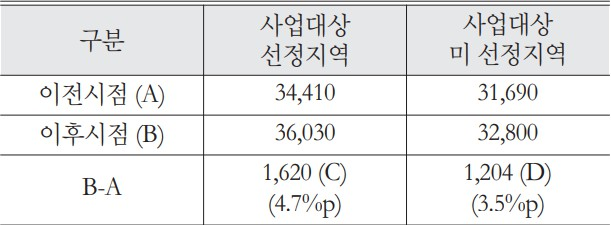 구분 사업대상 선정지역 사업대상 미 선정지역
이전시점 (A) 34,410 31,690
이후시점 (B) 36,030 32,800
B-A 1,620 (C) (4.7%p) 1,204 (D) (3.5%p)